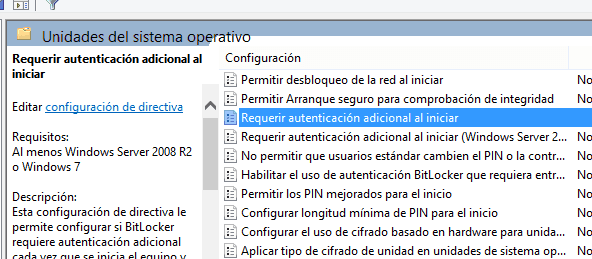 Unidades del sistema operativo
Requerir autenticación adicional al
iniciar
Editar configuración de directiva
Requisitos:
Al menos Windows Server 2008 R2
o Windows 7
Descripción:
Esta configuración de directiva le
permite configurar si BitLocker
requiere autenticación adicional
cada vez que se inicia el equipo y
Configuración
Permitir desbloqueo de la red al iniciar No
Permitir Arranque seguro para comprobación de integridad No
Requerir autenticación adicional al iniciar No
Requerir autenticación adicional al iniciar (Windows Server 2... No
No permitir que usuarios estándar cambien el PIN o la contr... No
Habilitar el uso de autenticación BitLocker que requiera entr... No
Permitir los PIN mejorados para el inicio No
Configurar longitud mínima de PIN para el inicio No
Configurar el uso de cifrado basado en hardware para unida... No
Aplicar tipo de cifrado de unidad en unidades de sistema op... No